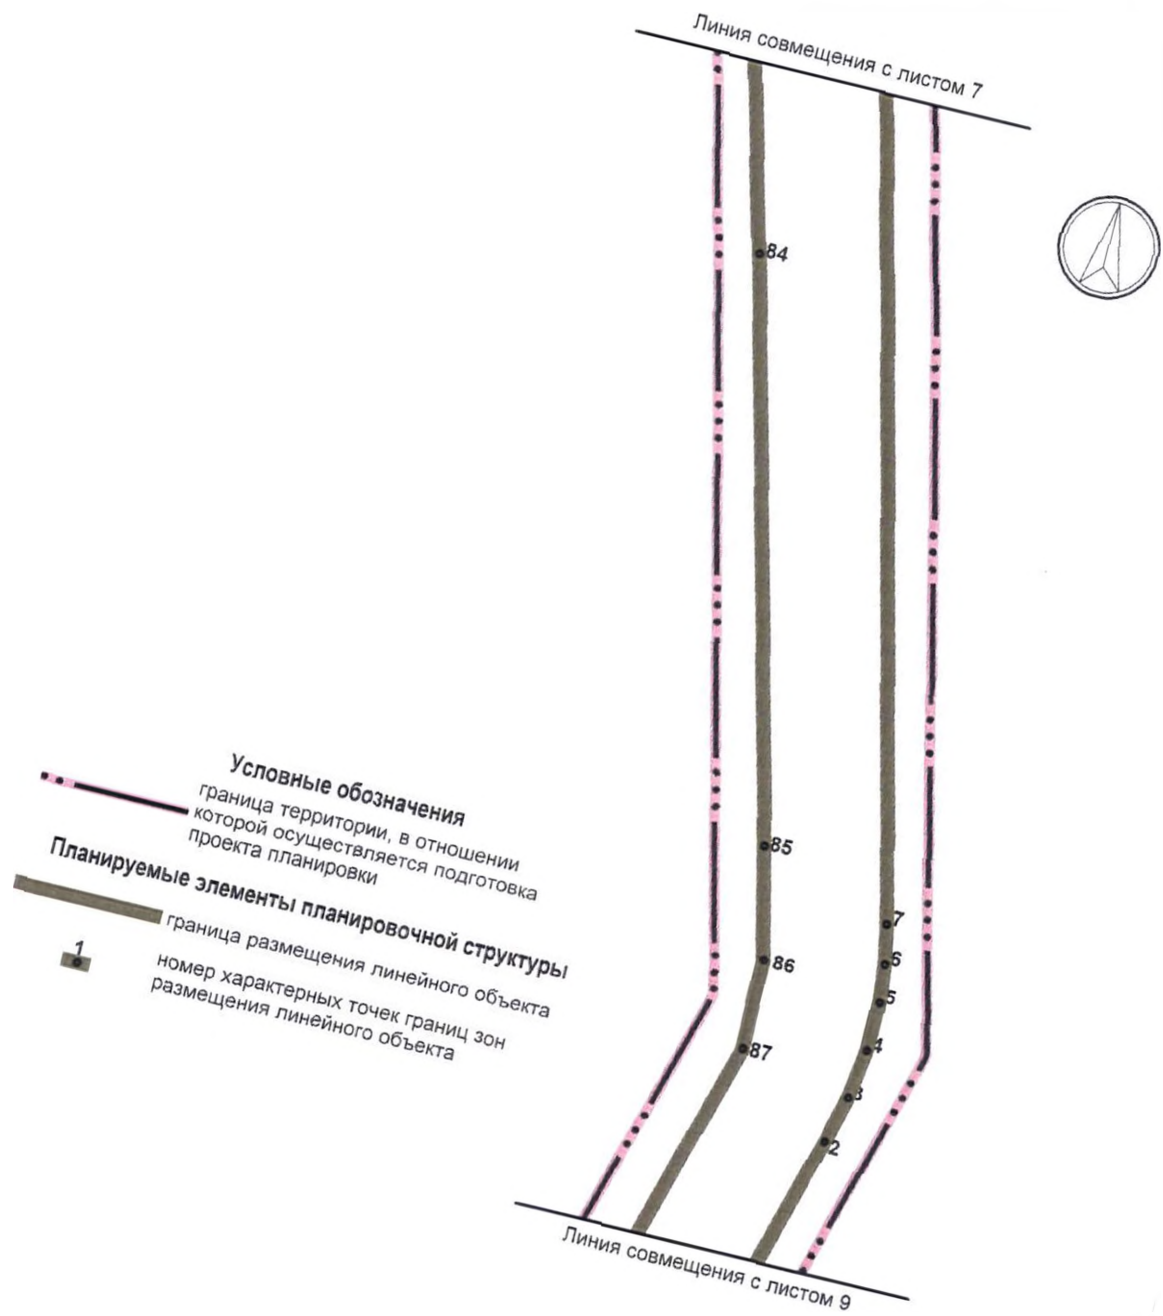 Линия совмещения с листом 7
84
85
86
87
7
6
5
4
3
2
Условные обозначения
граница территории, в отношении
которой осуществляется подготовка
проекта планировки
Планируемые элементы планировочной структуры
граница размещения линейного объекта
1
номер характерных точек границ зон
размещения линейного объекта
Линия совмещения с листом 9